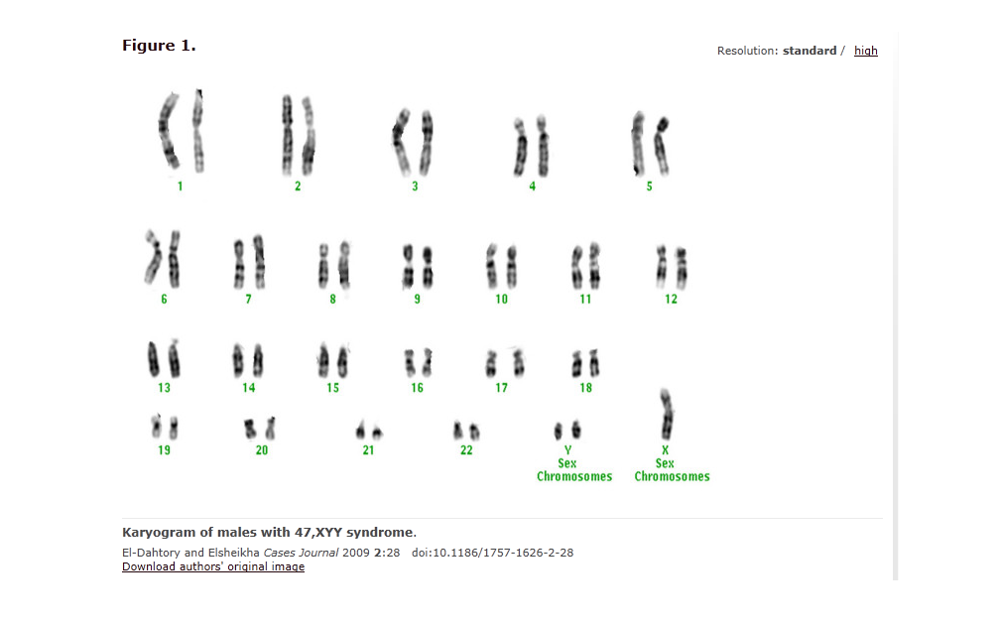 Figure 1.
Resolution: standard / high
1 2 3 4 5
6 7 8 9 10 11 12
13 14 15 16 17 18
19 20 21 22 Y X
Sex Sex
Chromosomes Chromosomes
Karyogram of males with 47,XYY syndrome.
El-Dahtory and Elsheikha Cases Journal 2009 2:28 doi:10.1186/1757-1626-2-28
Download authors' original image